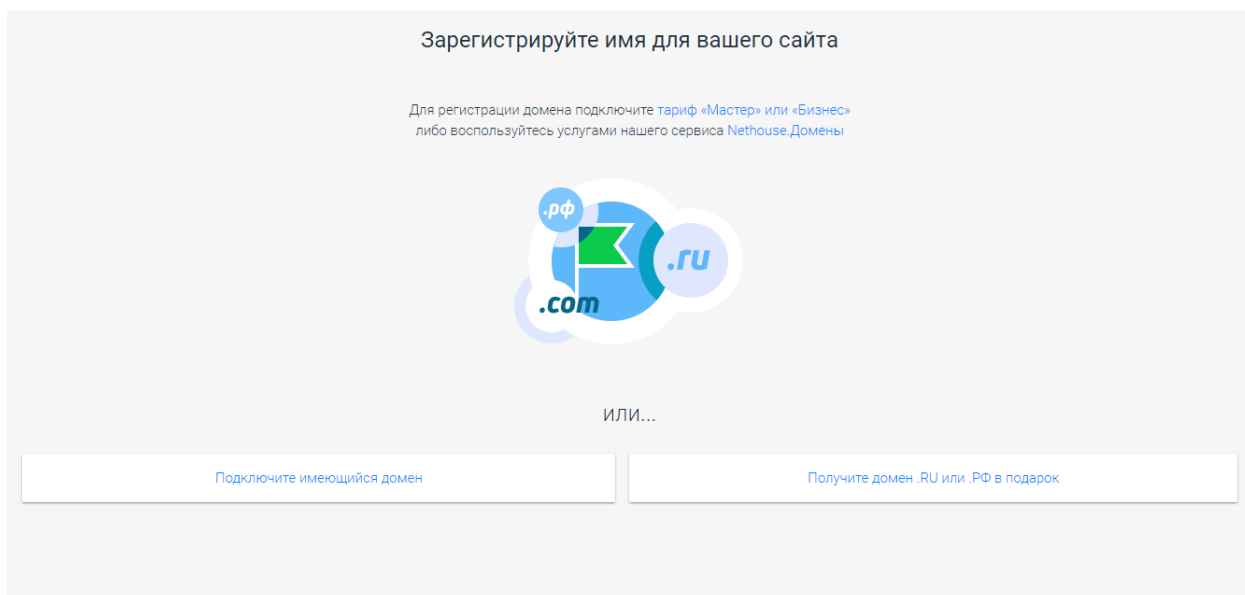 Зарегистрируйте имя для вашего сайта
Для регистрации домена подключите тариф «Мастер» или «Бизнес»
либо воспользуйтесь услугами нашего сервиса Nethouse.Домены
.рф
.ru
.com
ИЛИ...
Подключите имеющийся домен
Получите домен .RU или .РФ в подарок